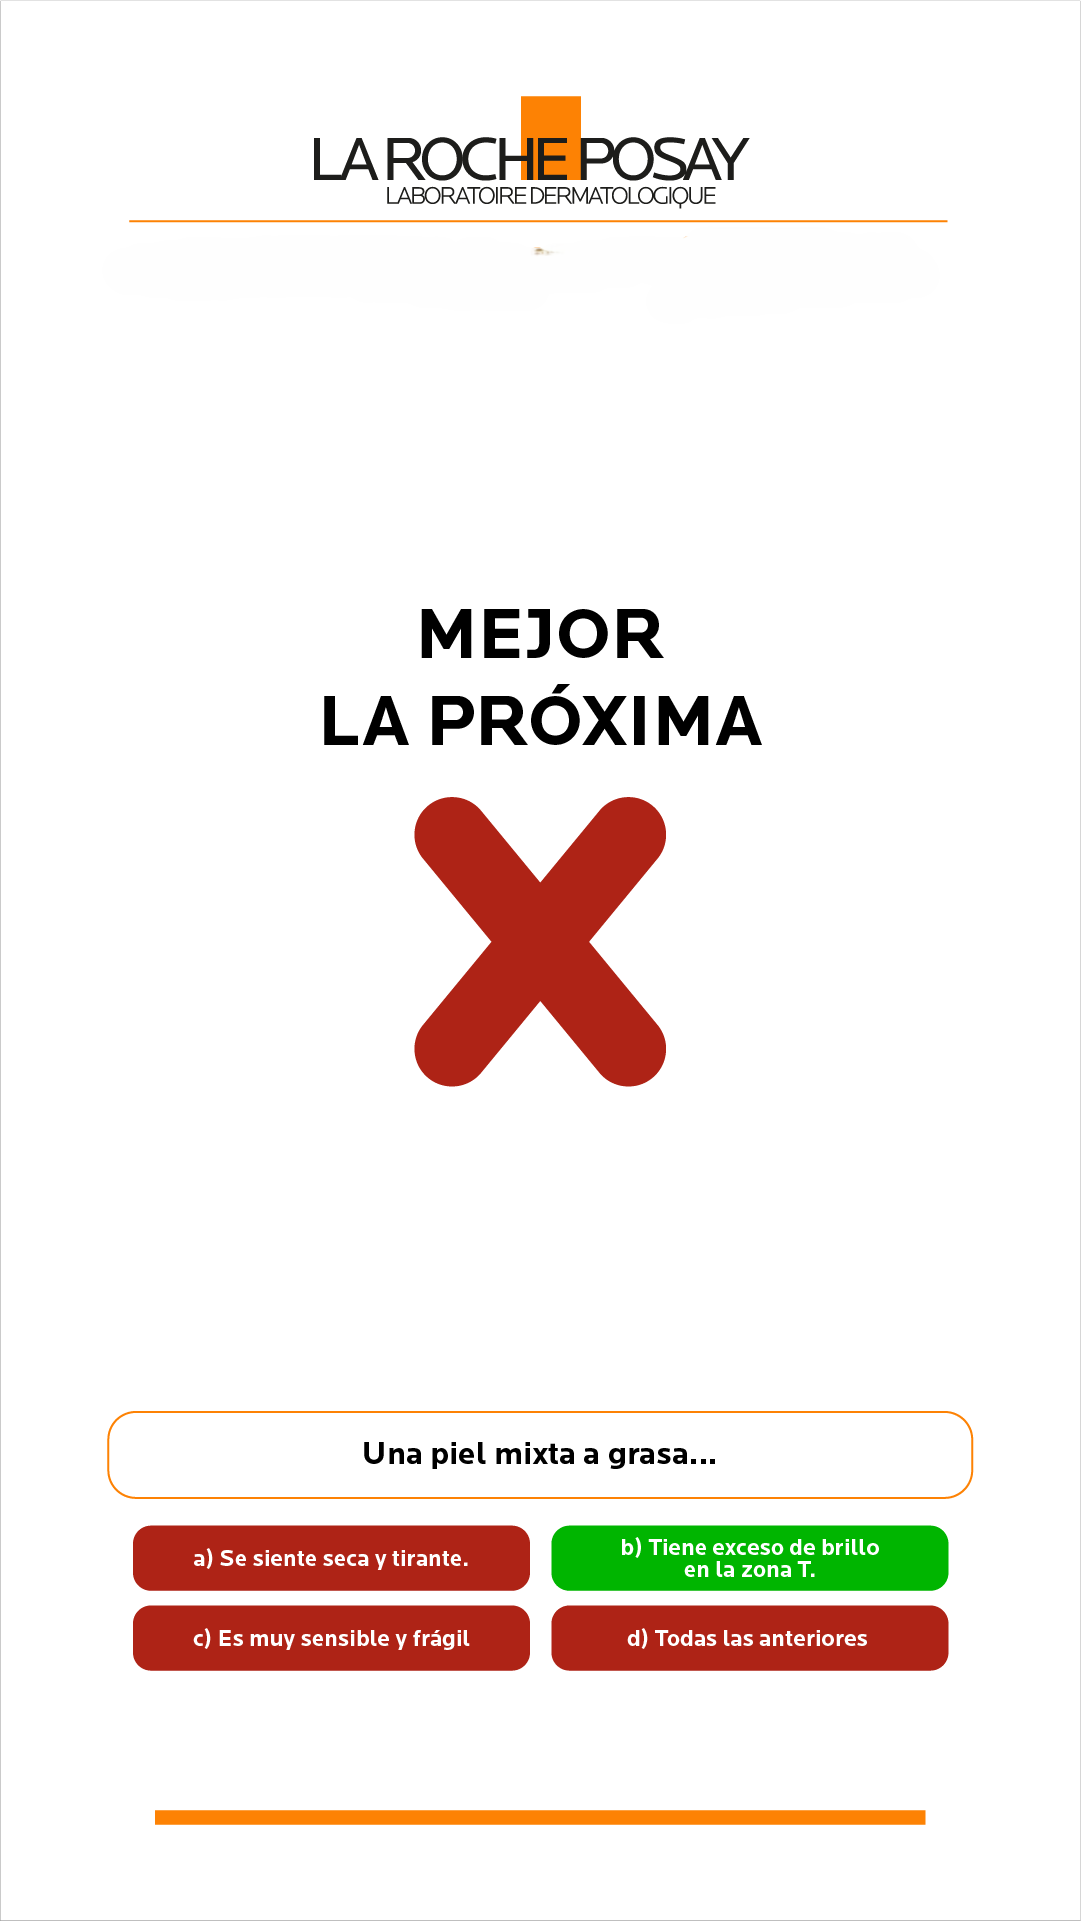 LA ROCHE POSAY
LABORATOIRE DERMATOLOGIQUE
MEJOR
LA PRÓXIMA
Una piel mixta a grasa...
a) Se siente seca y tirante.
b) Tiene exceso de brillo
en la zona T.
c) Es muy sensible y frágil
d) Todas las anteriores